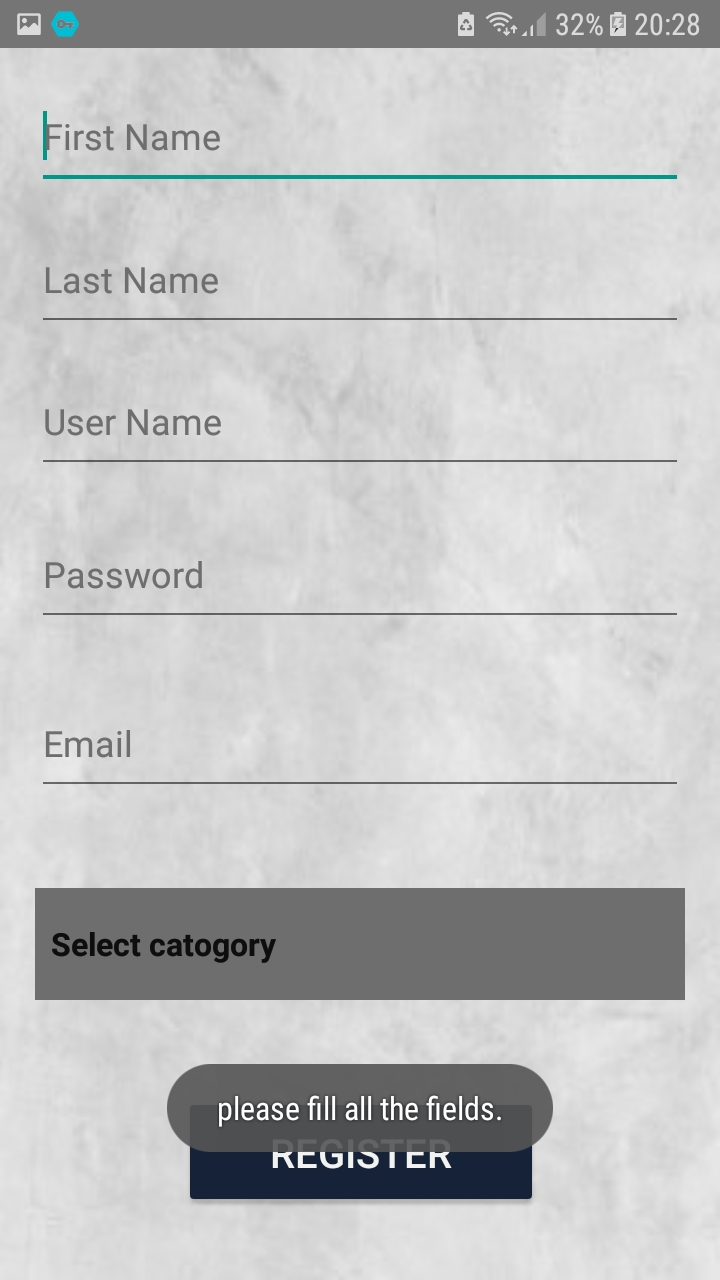 32% 20:28
First Name
Last Name
User Name
Password
Email
Select catogory
please fill all the fields.
REGISTER